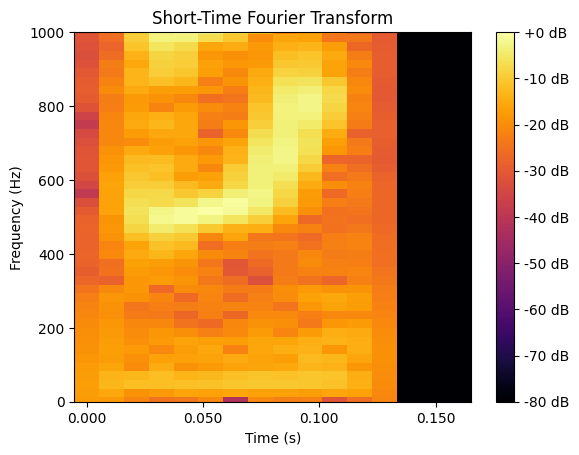 Short-Time Fourier Transform
1000
800
600
400
200
0
Frequency (Hz)
0.000
0.050
0.100
0.150
Time (s)
+0 dB
-10 dB
-20 dB
-30 dB
-40 dB
-50 dB
-60 dB
-70 dB
-80 dB